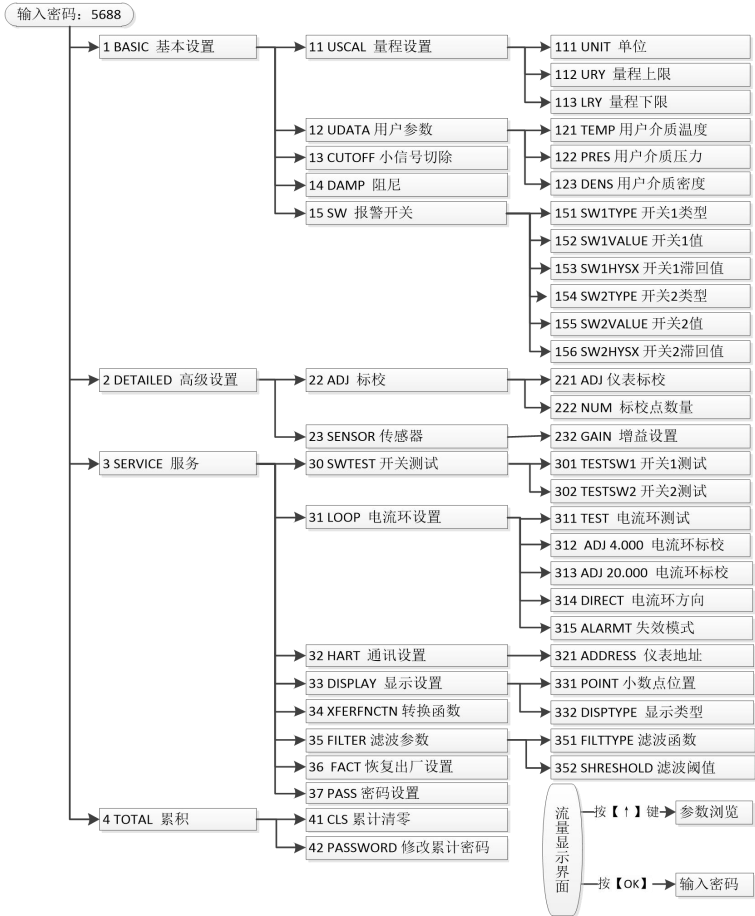 输入密码：5688
1 BASIC 基本设置
11 USCAL 量程设置
111 UNIT 单位
112 URY 量程上限
113 LRY 量程下限
12 UDATA 用户参数
121 TEMP 用户介质温度
122 PRES 用户介质压力
123 DENS 用户介质密度
13 CUTOFF 小信号切除
14 DAMP 阻尼
15 SW 报警开关
151 SW1TYPE 开关1类型
152 SW1VALUE 开关1值
153 SW1HYSX 开关1滞回值
154 SW2TYPE 开关2类型
155 SW2VALUE 开关2值
156 SW2HYSX 开关2滞回值
2 DETAILED 高级设置
22 ADJ 标校
221 ADJ 仪表标校
222 NUM 标校点数量
23 SENSOR 传感器
232 GAIN 增益设置
3 SERVICE 服务
30 SWTEST 开关测试
301 TESTSW1 开关1测试
302 TESTSW2 开关2测试
31 LOOP 电流环设置
311 TEST 电流环测试
312 ADJ 4.000 电流环标校
313 ADJ 20.000 电流环标校
314 DIRECT 电流环方向
315 ALARMT 失效模式
32 HART 通讯设置
321 ADDRESS 仪表地址
33 DISPLAY 显示设置
331 POINT 小数点位置
332 DISPTYPE 显示类型
34 XFERFNCTN 转换函数
35 FILTER 滤波参数
351 FILTTYPE 滤波函数
352 SHRESHOLD 滤波阈值
36 FACT 恢复出厂设置
37 PASS 密码设置
4 TOTAL 累积
41 CLS 累计清零
42 PASSWORD 修改累计密码
流量显示界面
按【↑】键
参数浏览
按【OK】
输入密码